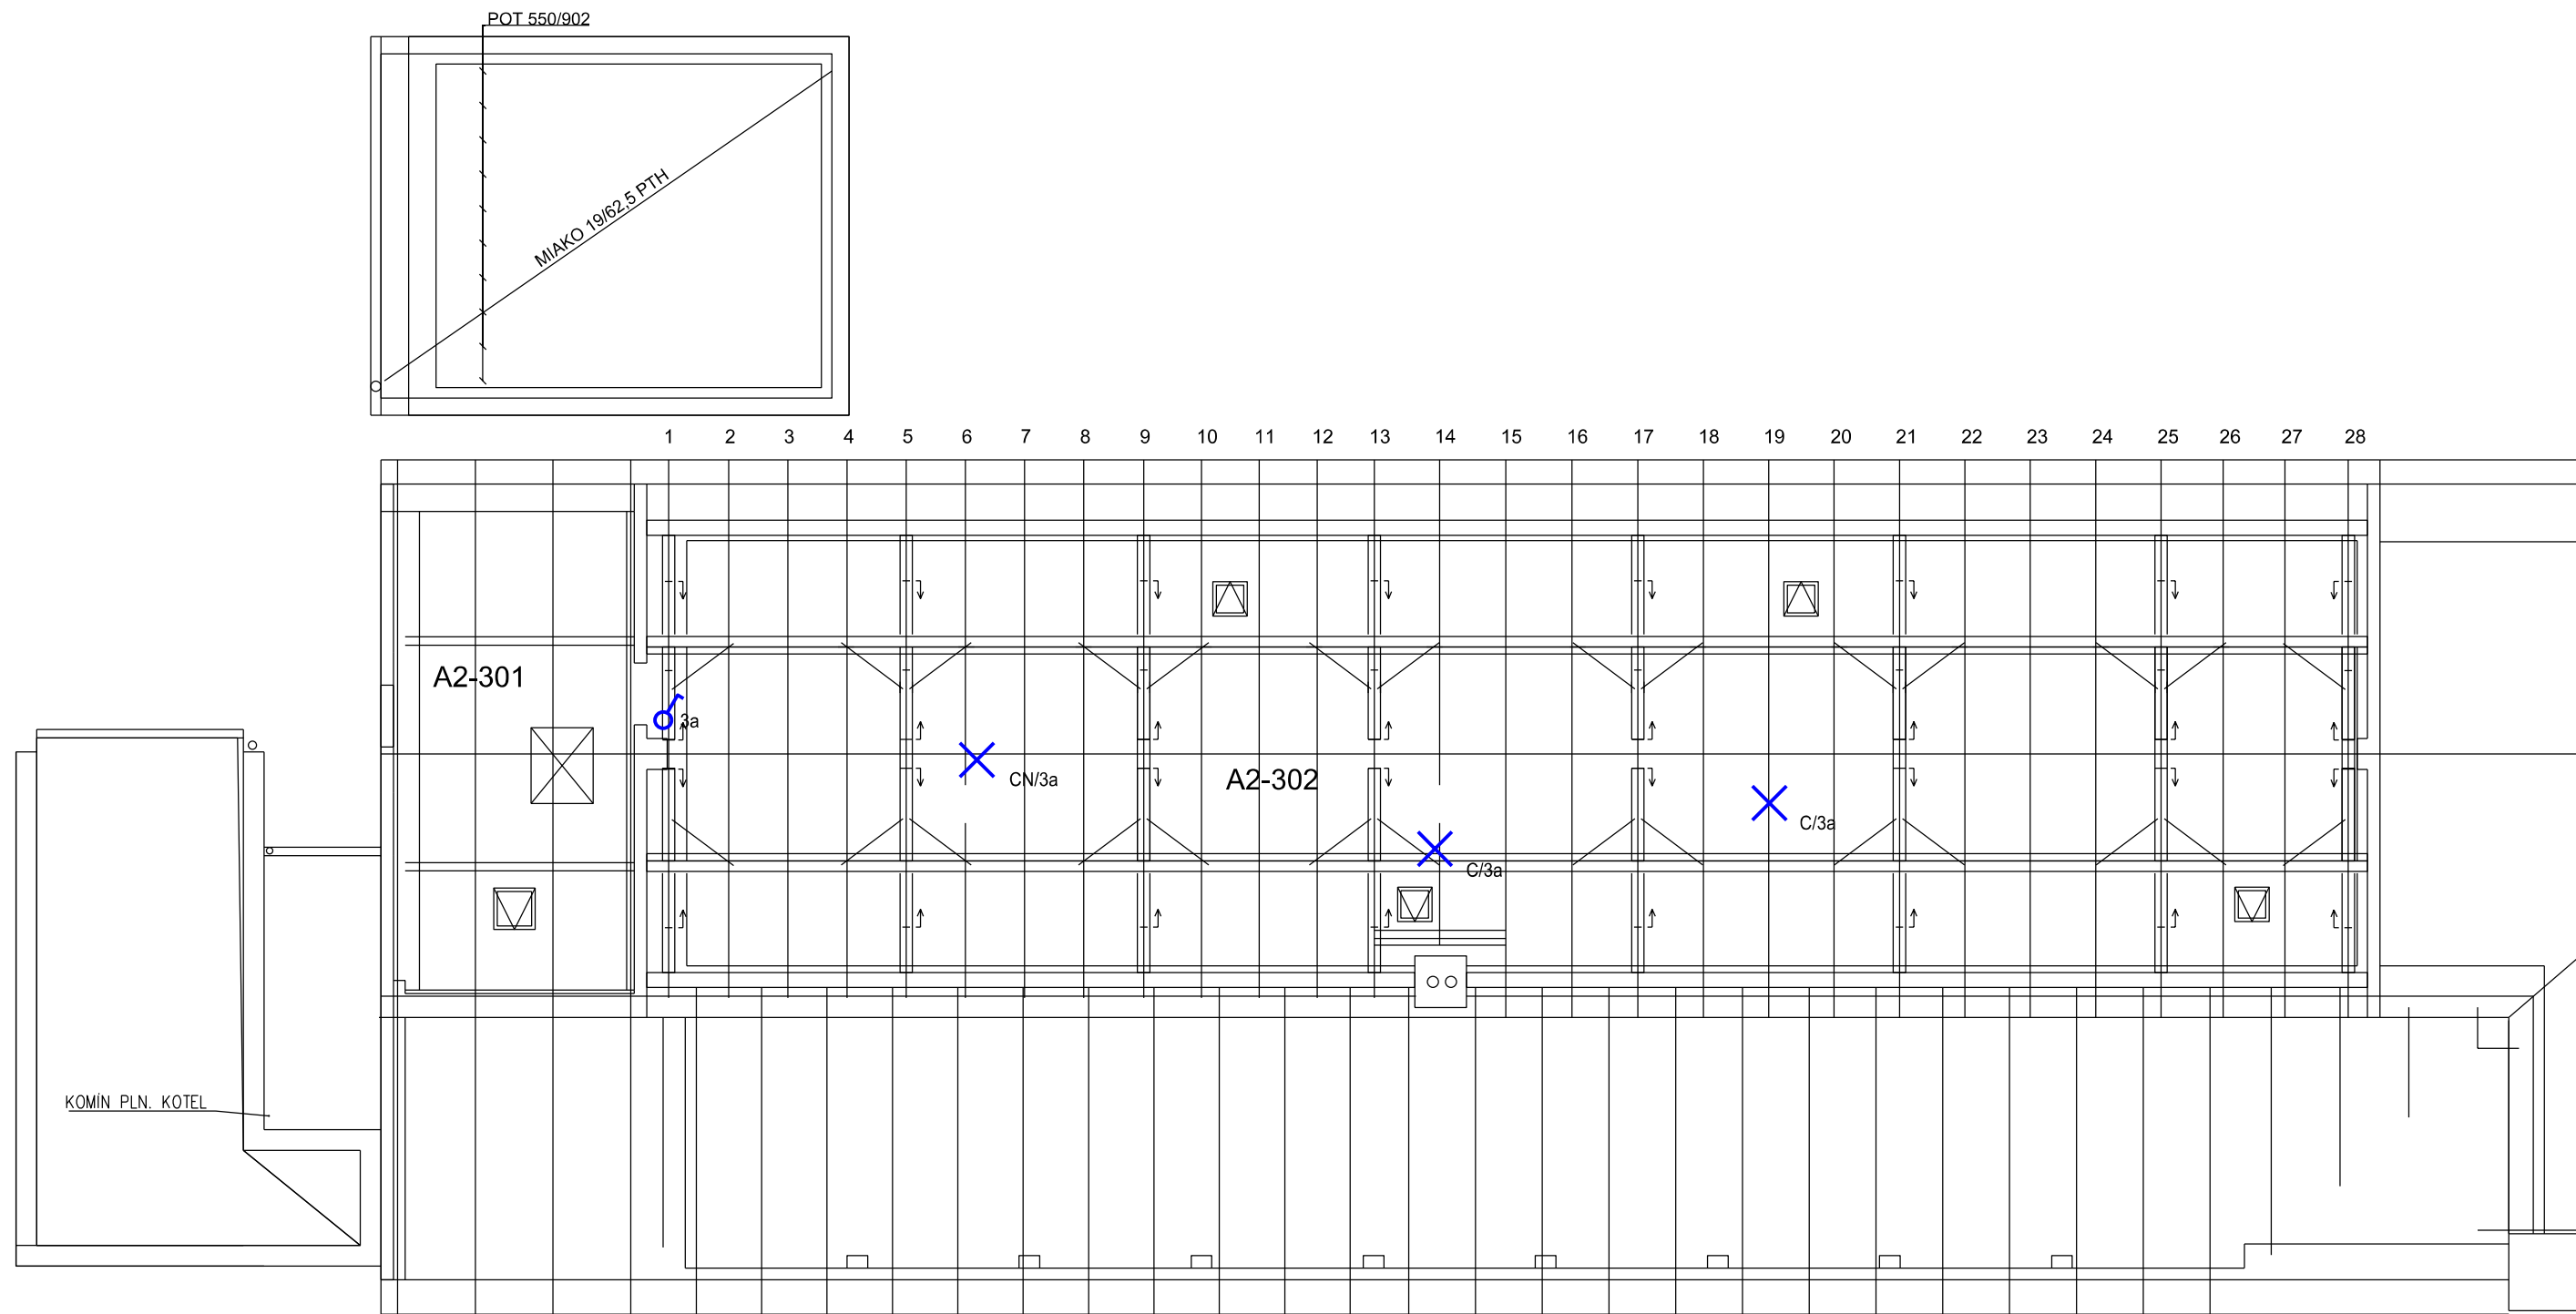 POT 550/902
MIAKO 19/62,5 PTH
1 2 3 4 5 6 7 8 9 10 11 12 13 14 15 16 17 18 19 20 21 22 23 24 25 26 27 28
A2-301
3a
CN/3a
A2-302
C/3a
C/3a
KOMÍN PLN. KOTEL